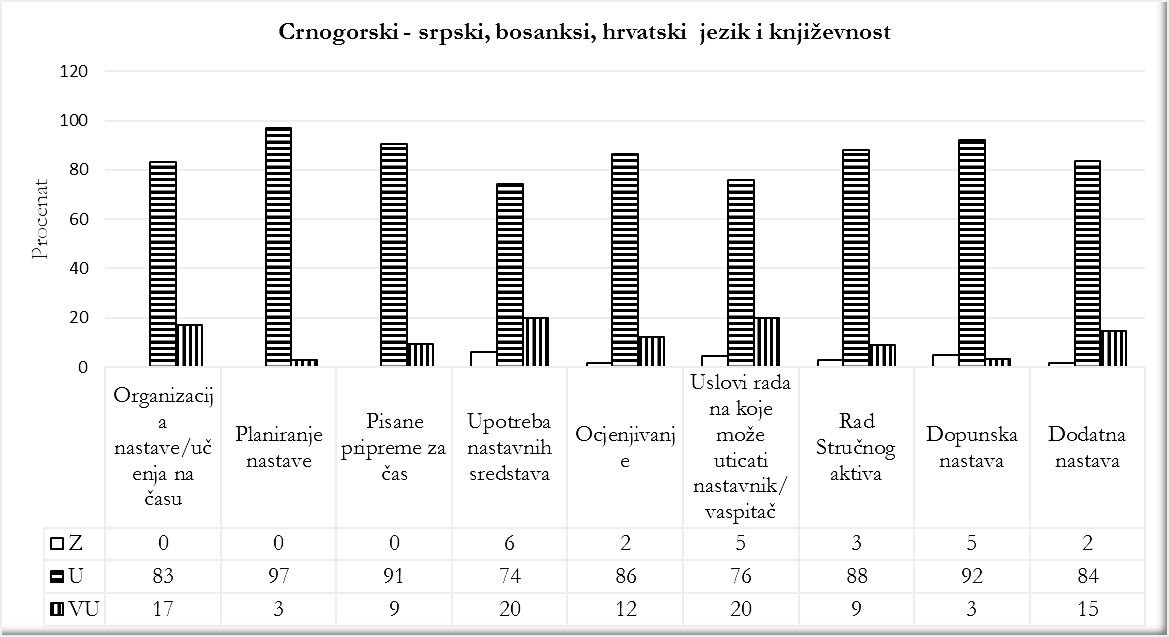 Crnogorski - srpski, bosanksi, hrvatski jezik i književnost
120
100
80
60
40
20
0
Procenat
Organizacij
a
nastave/uč
enja na
času
Planiranje
nastave
Pisane
pripreme za
čas
Upotreba
nastavnih
sredstava
Ocjenjivanj
e
Uslovi rada
na koje
može
uticati
nastavnik/
vaspitač
Rad
Stručnog
aktiva
Dopunska
nastava
Dodatna
nastava
Z 0 0 0 6 2 5 3 5 2
U 83 97 91 74 86 76 88 92 84
VU 17 3 9 20 12 20 9 3 15